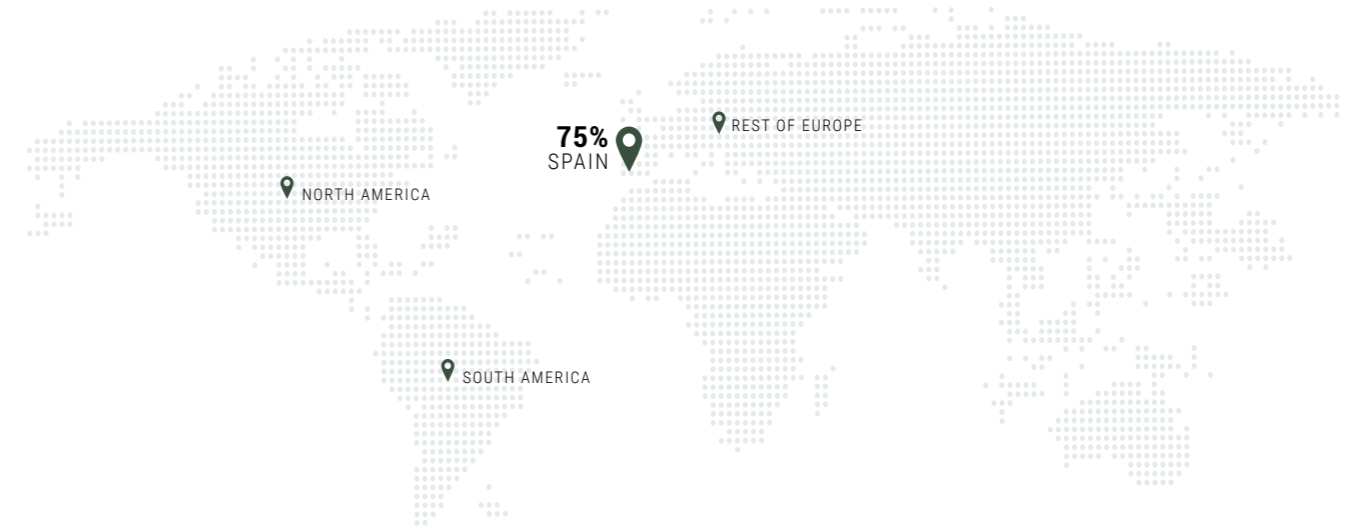 75%
SPAIN
REST OF EUROPE
NORTH AMERICA
SOUTH AMERICA